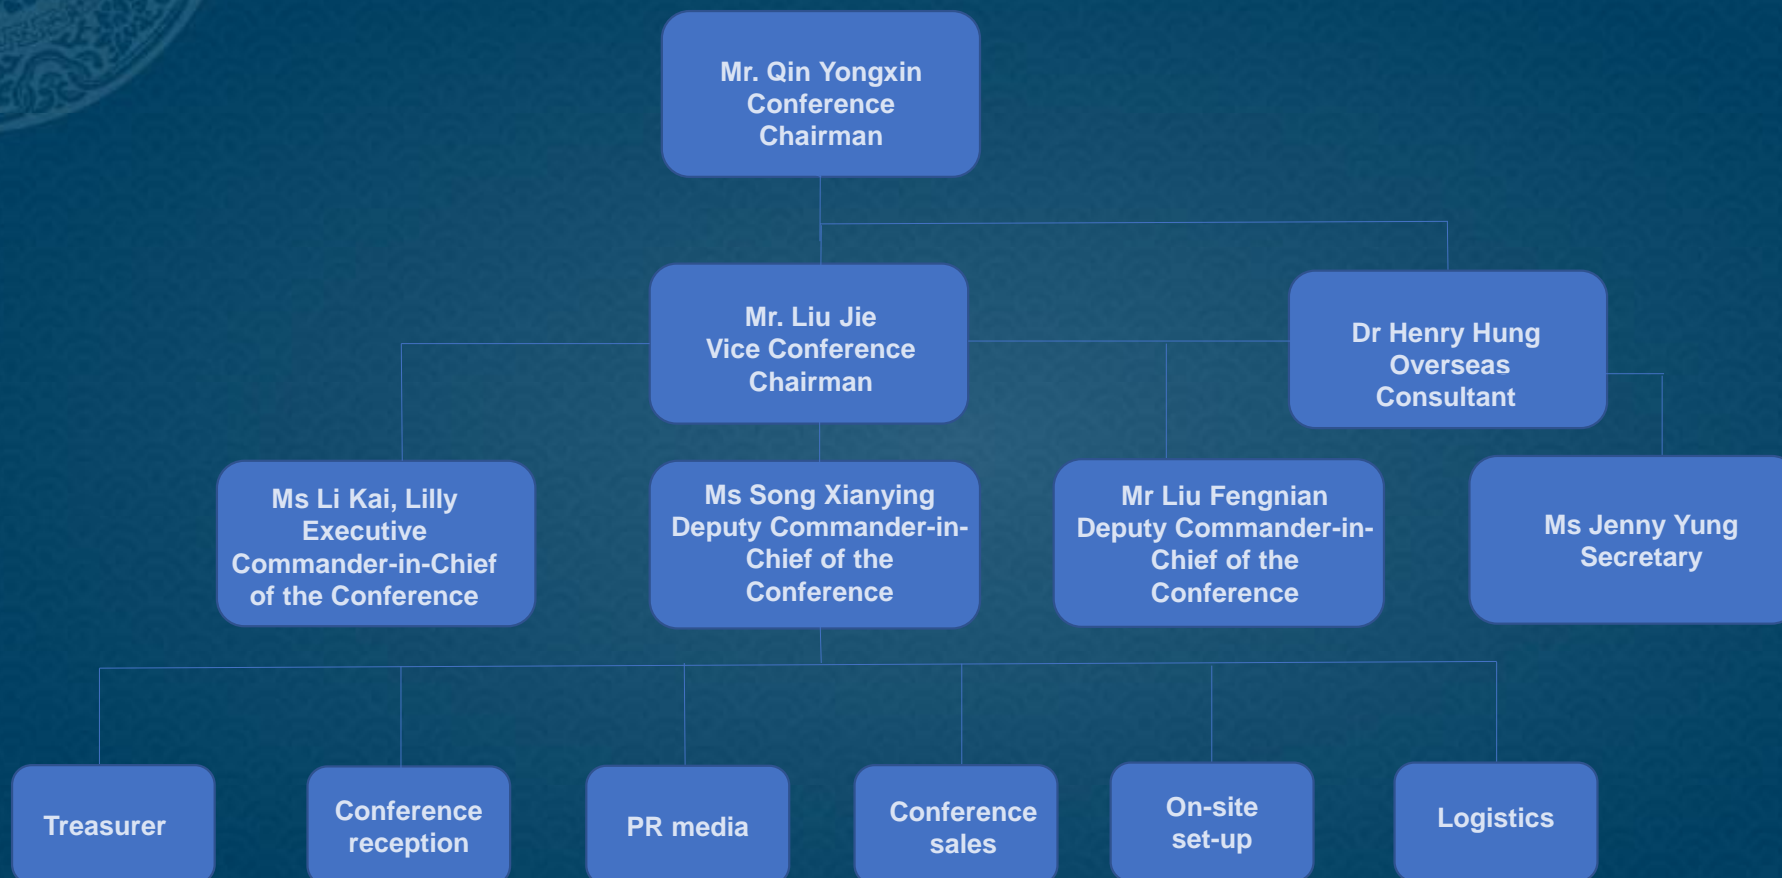 Mr. Qin Yongxin
Conference
Chairman
Mr. Liu Jie
Vice Conference
Chairman
Dr Henry Hung
Overseas
Consultant
Ms Li Kai, Lilly
Executive
Commander-in-Chief
of the Conference
Ms Song Xianying
Deputy Commander-in-
Chief of the
Conference
Mr Liu Fengnian
Deputy Commander-in-
Chief of the
Conference
Ms Jenny Yung
Secretary
Treasurer
Conference
reception
PR media
Conference
sales
On-site
set-up
Logistics